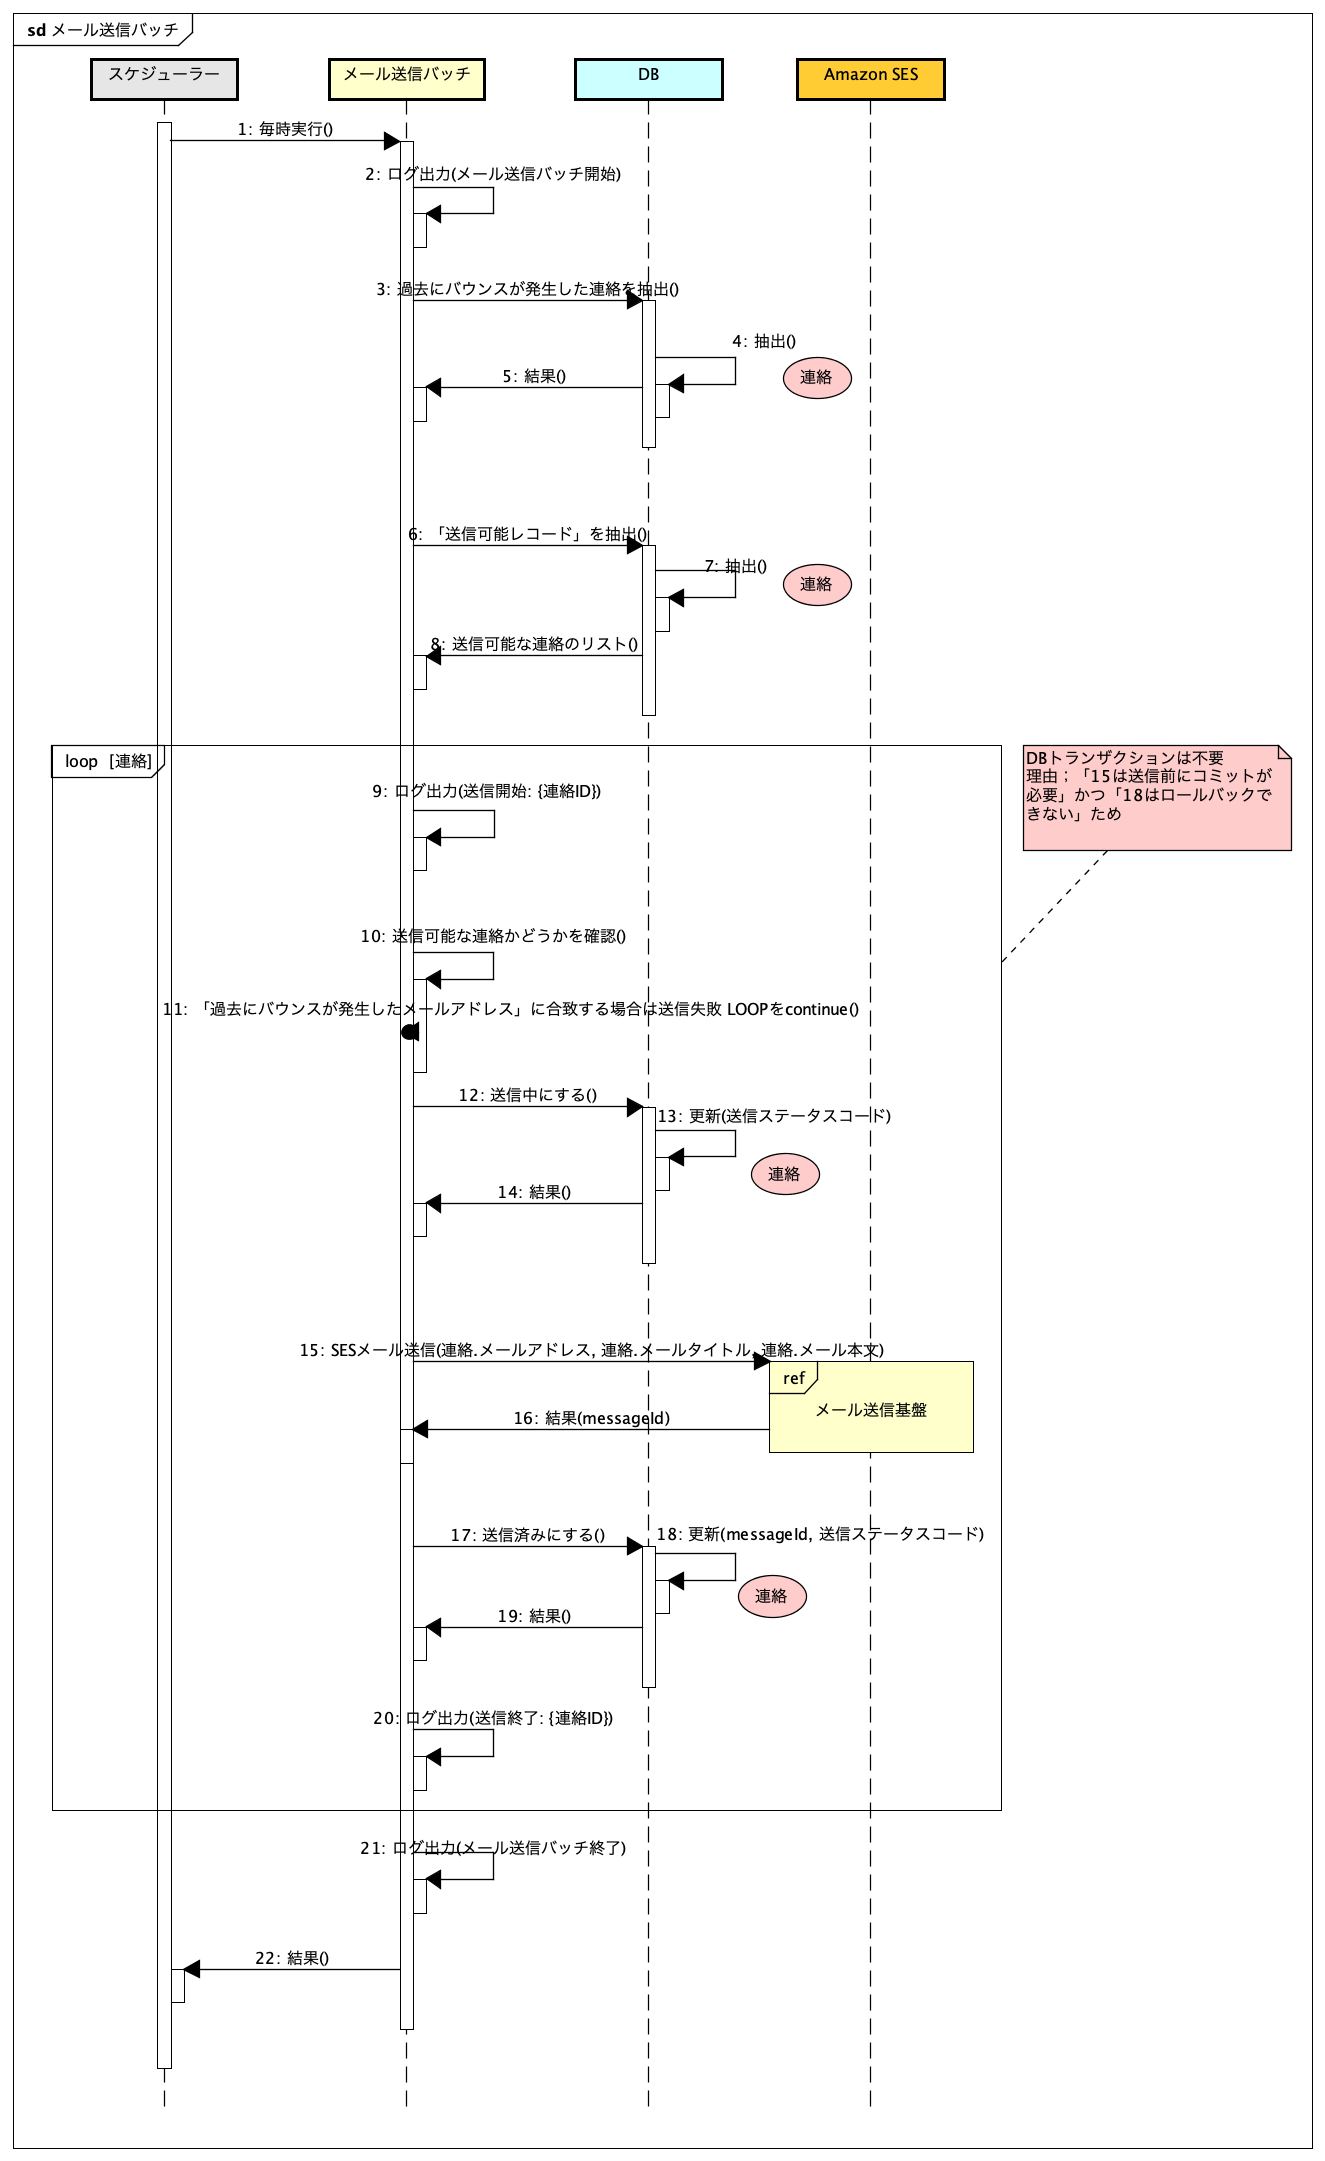 sd メール送信バッチ
スケジューラー
メール送信バッチ
DB
Amazon SES
1: 毎時実行()
2: ログ出力(メール送信バッチ開始)
3: 過去にバウンスが発生した連絡を抽出()
4: 抽出()
5: 結果()
連絡
6: 「送信可能レコード」を抽出()
7: 抽出()
連絡
8: 送信可能な連絡のリスト()
loop [連絡]
DBトランザクションは不要
理由；「15は送信前にコミットが
必要」かつ「18はロールバックで
きない」ため
9: ログ出力(送信開始: {連絡ID})
10: 送信可能な連絡かどうかを確認()
11: 「過去にバウンスが発生したメールアドレス」に合致する場合は送信失敗 LOOPをcontinue()
12: 送信中にする()
13: 更新(送信ステータスコード)
連絡
14: 結果()
15: SESメール送信(連絡.メールアドレス, 連絡.メールタイトル, 連絡.メール本文)
ref
メール送信基盤
16: 結果(messageId)
17: 送信済みにする()
18: 更新(messageId, 送信ステータスコード)
連絡
19: 結果()
20: ログ出力(送信終了: {連絡ID})
21: ログ出力(メール送信バッチ終了)
22: 結果()